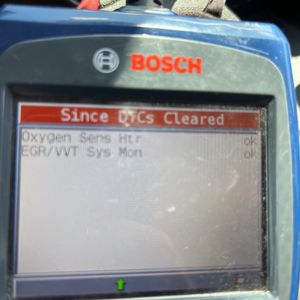 BOSCH
Since DTCs Cleared
Oxygen Sens Htr ok
EGR/VVT Sys Mon ok